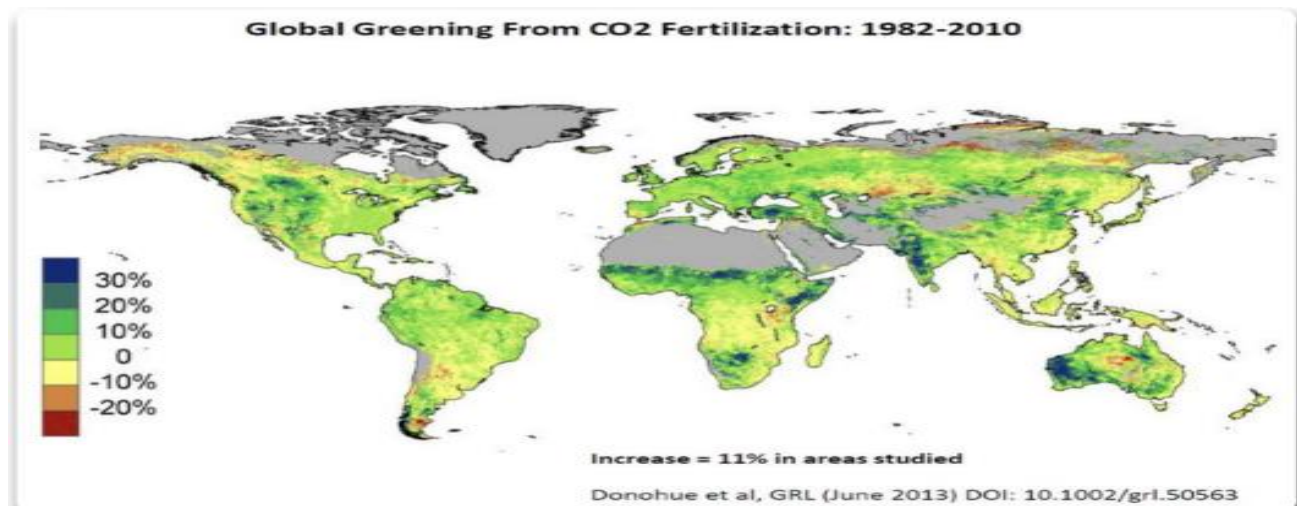 Global Greening From CO2 Fertilization: 1982-2010
30%
20%
10%
0
-10%
-20%
Increase = 11% in areas studied
Donohue et al, GRL (June 2013) DOI: 10.1002/grl.50563